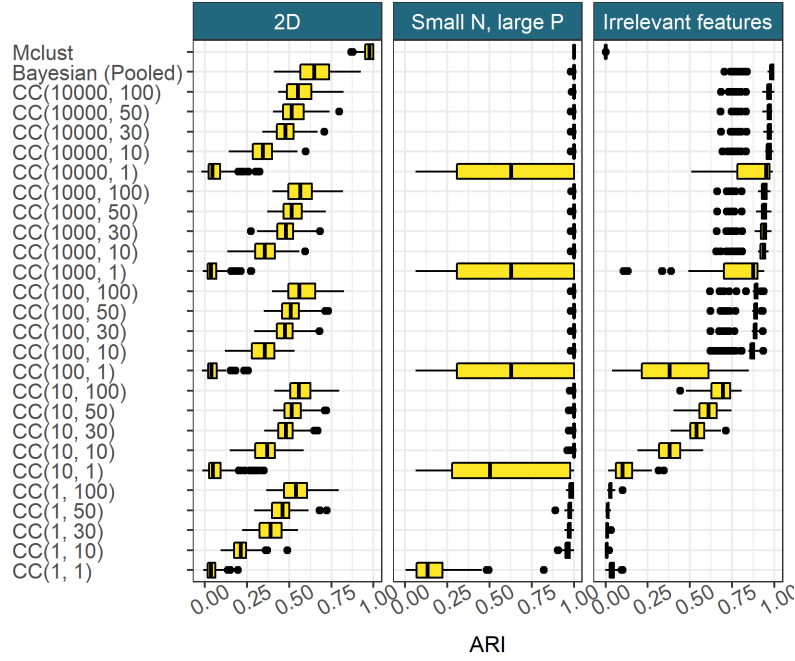 2D
Small N, large P
Irrelevant features
Mclust
Bayesian (Pooled)
CC(10000, 100)
CC(10000, 50)
CC(10000, 30)
CC(10000, 10)
CC(10000, 1)
CC(1000, 100)
CC(1000, 50)
CC(1000, 30)
CC(1000, 10)
CC(1000, 1)
CC(100, 100)
CC(100, 50)
CC(100, 30)
CC(100, 10)
CC(100, 1)
CC(10, 100)
CC(10, 50)
CC(10, 30)
CC(10, 10)
CC(10, 1)
CC(1, 100)
CC(1, 50)
CC(1, 30)
CC(1, 10)
CC(1, 1)
0.00 0.25 0.50 0.75 1.00 0.00 0.25 0.50 0.75 1.00 0.00 0.25 0.50 0.75 1.00
ARI